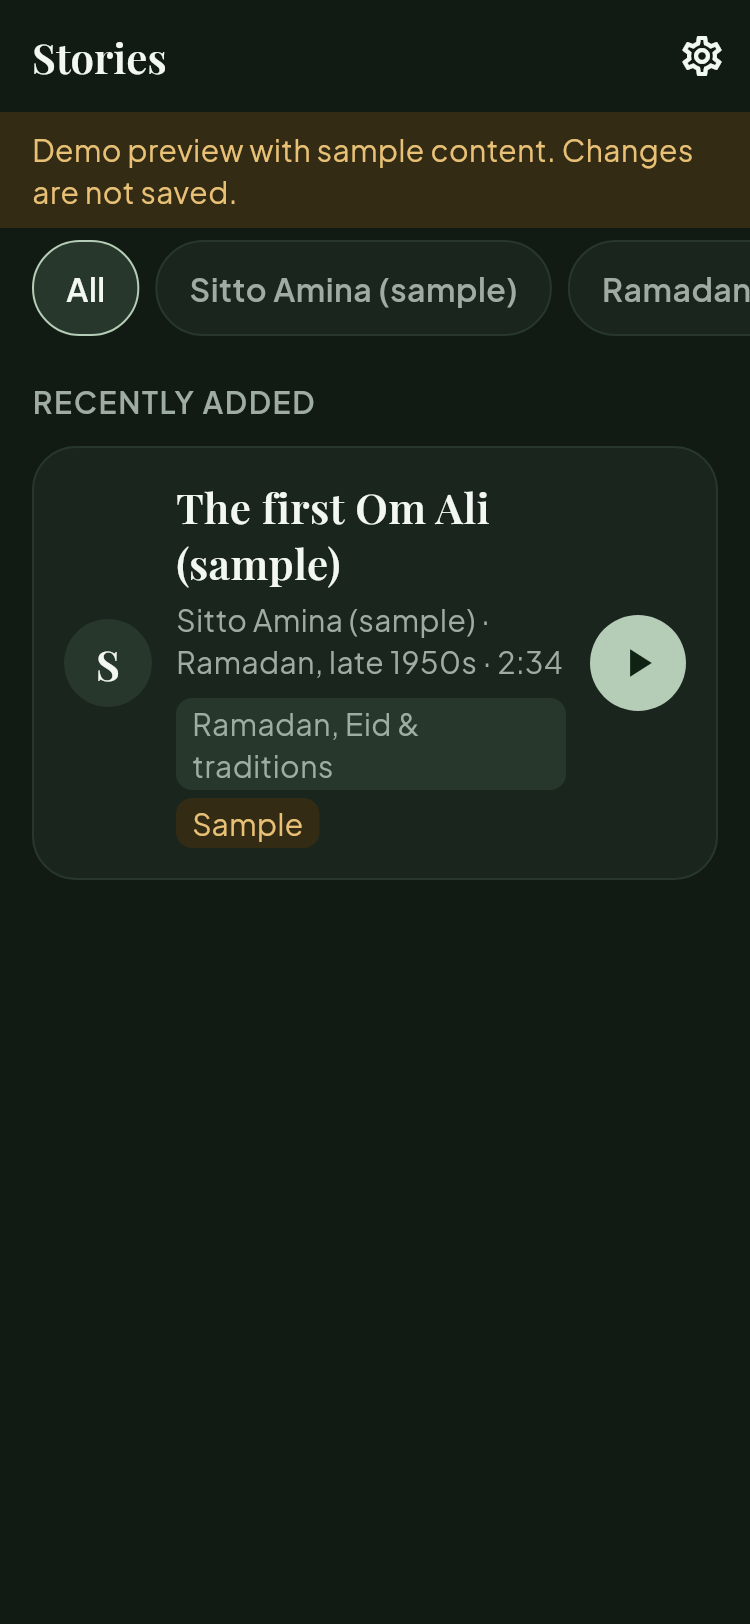 Stories
Demo preview with sample content. Changes
are not saved.
All
Sitto Amina (sample)
Ramadan
RECENTLY ADDED
The first Om Ali
(sample)
Sitto Amina (sample) ·
Ramadan, late 1950s · 2:34
S
Ramadan, Eid &
traditions
Sample